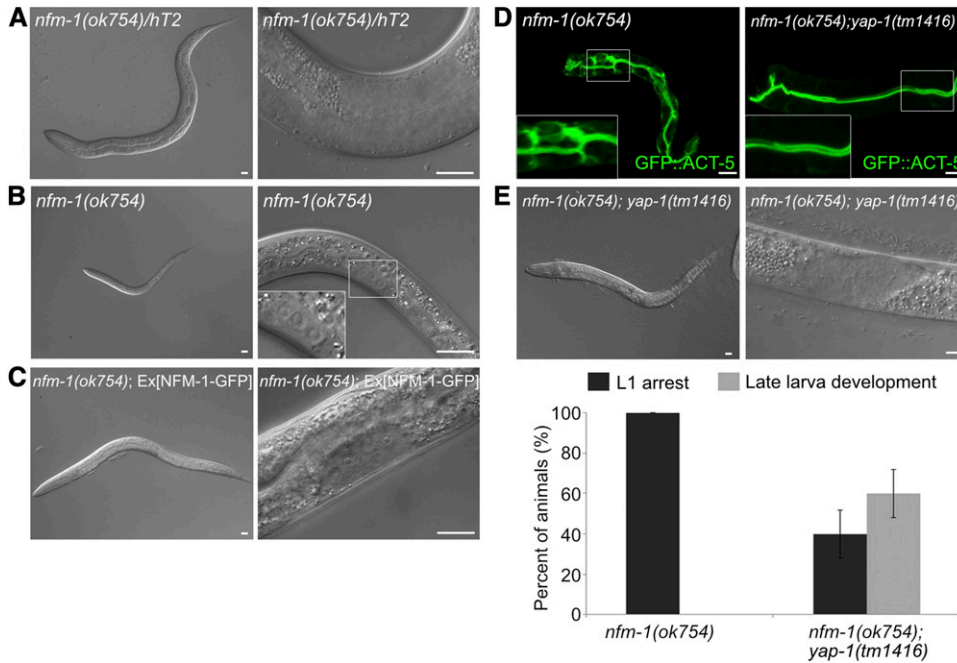 A
nfm-1(ok754)/hT2
nfm-1(ok754)/hT2
B
nfm-1(ok754)
nfm-1(ok754)
C
nfm-1(ok754); Ex[NFM-1-GFP]
nfm-1(ok754); Ex[NFM-1-GFP]
D
nfm-1(ok754)
nfm-1(ok754);yap-1(tm1416)
GFP::ACT-5
GFP::ACT-5
E
nfm-1(ok754); yap-1(tm1416)
nfm-1(ok754); yap-1(tm1416)
L1 arrest
Late larva development
Percent of animals (%)
100
80
60
40
20
0
nfm-1(ok754)
nfm-1(ok754);
yap-1(tm1416)